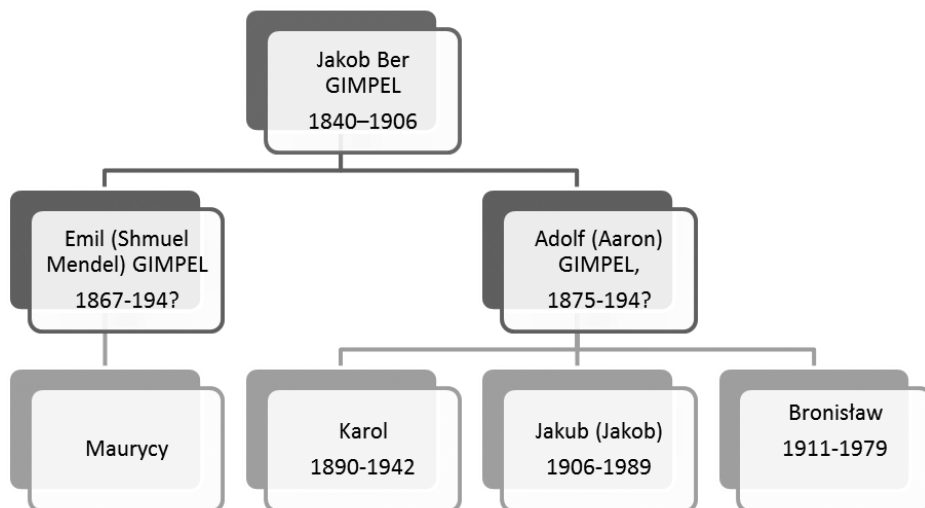 Jakob Ber
GIMPEL
1840–1906
Emil (Shmuel
Mendel) GIMPEL
1867-194?
Adolf (Aaron)
GIMPEL,
1875-194?
Maurycy
Karol
1890-1942
Jakub (Jakob)
1906-1989
Bronisław
1911-1979